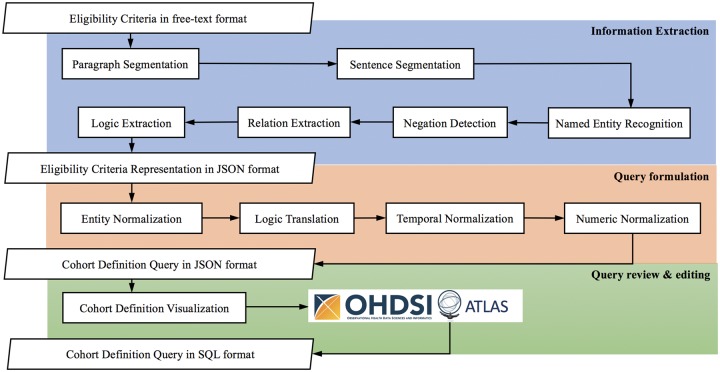 Eligibility Criteria in free-text format
Information Extraction
Paragraph Segmentation
Sentence Segmentation
Logic Extraction
Relation Extraction
Negation Detection
Named Entity Recognition
Eligibility Criteria Representation in JSON format
Query formulation
Entity Normalization
Logic Translation
Temporal Normalization
Numeric Normalization
Cohort Definition Query in JSON format
Query review & editing
Cohort Definition Visualization
OHDSI
OBSERVATIONAL HEALTH DATA SCIENCES AND INFORMATICS
ATLAS
Cohort Definition Query in SQL format